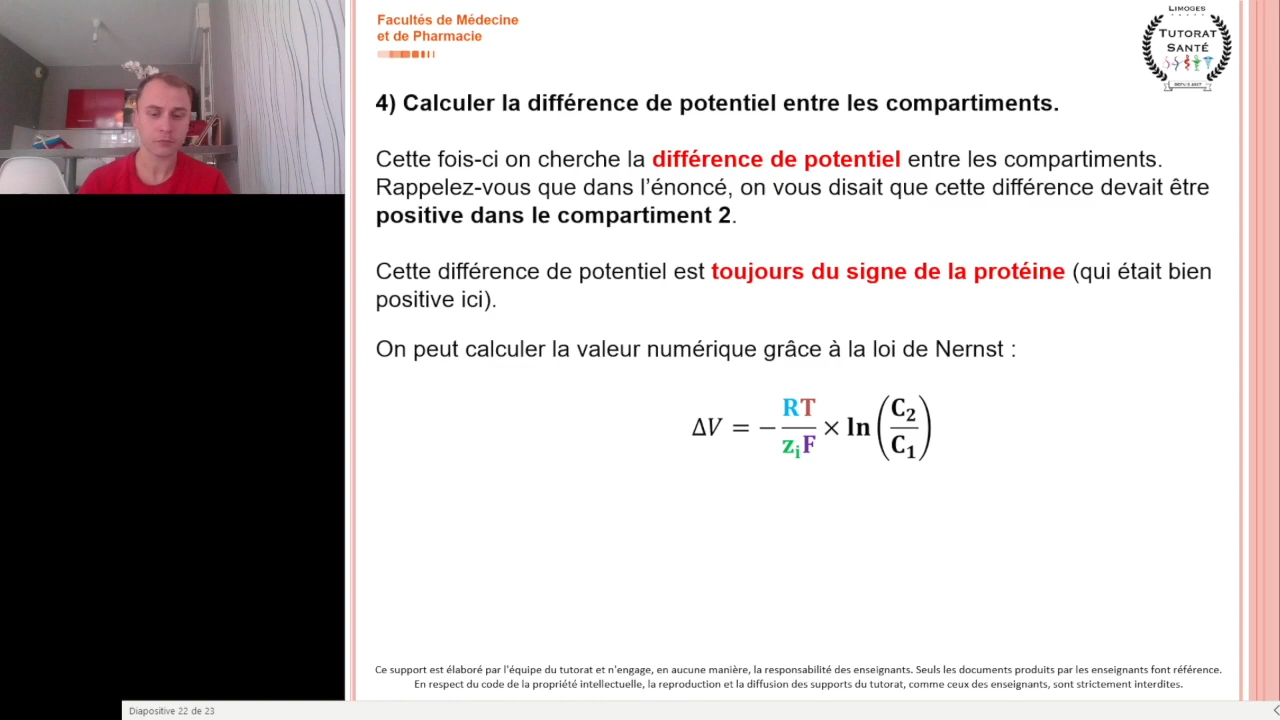 Facultés de Médecine
et de Pharmacie
LIMOGES
TUTORAT
SANTÉ
4) Calculer la différence de potentiel entre les compartiments.
Cette fois-ci on cherche la différence de potentiel entre les compartiments.
Rappelez-vous que dans l’énoncé, on vous disait que cette différence devait être
positive dans le compartiment 2.
Cette différence de potentiel est toujours du signe de la protéine (qui était bien
positive ici).
On peut calculer la valeur numérique grâce à la loi de Nernst :
ΔV = − RT / zᵢF × ln (C₂ / C₁)
Ce support est élaboré par l'équipe du tutorat et n'engage, en aucune manière, la responsabilité des enseignants. Seuls les documents produits par les enseignants font référence.
En respect du code de la propriété intellectuelle, la reproduction et la diffusion des supports du tutorat, comme ceux des enseignants, sont strictement interdites.
Diapositive 22 de 23